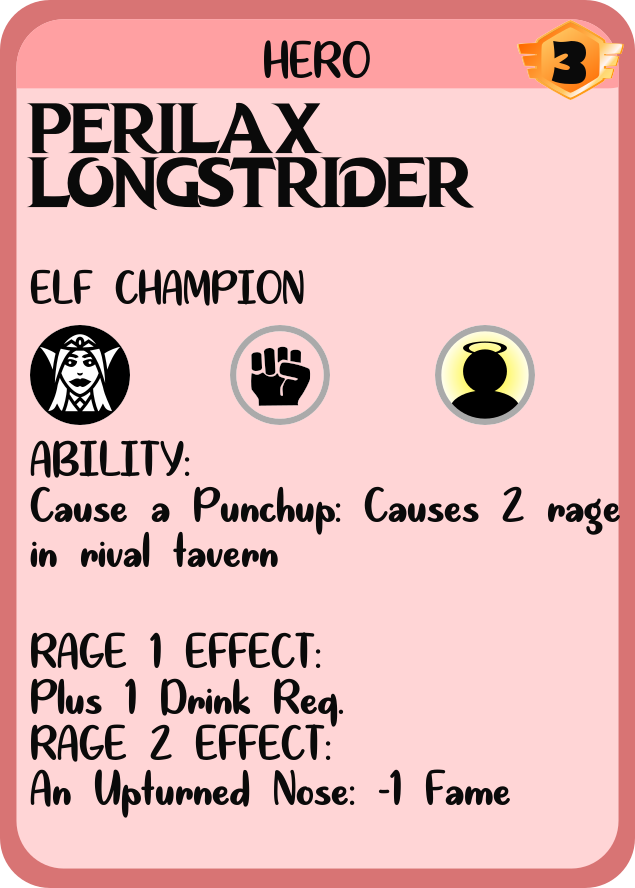 HERO
3
PERILAX
LONGSTRIDER
ELF CHAMPION
ABILITY:
Cause a Punchup: Causes 2 rage
in rival tavern
RAGE 1 EFFECT:
Plus 1 Drink Req.
RAGE 2 EFFECT:
An Upturned Nose: -1 Fame